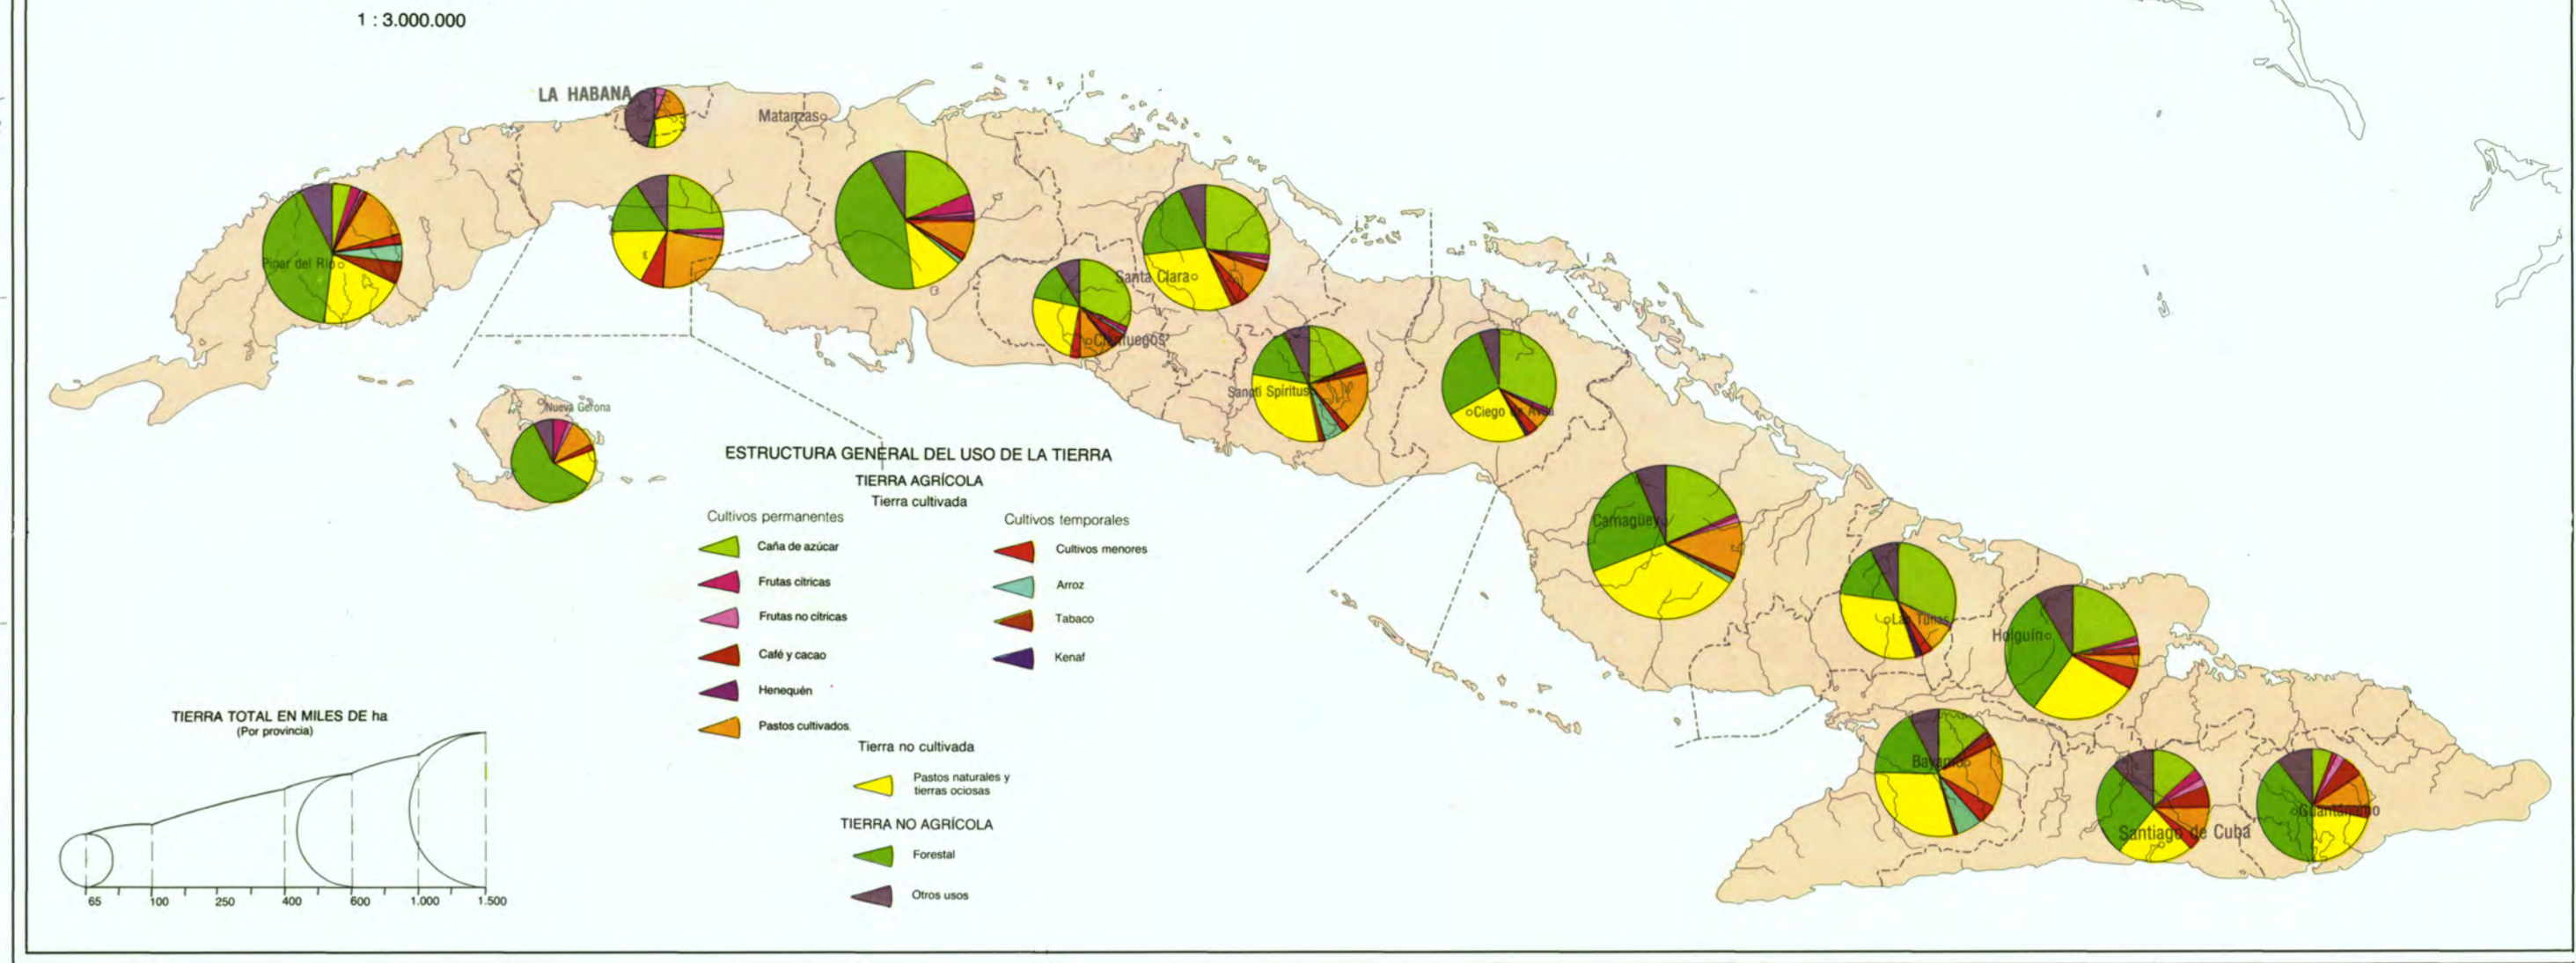 1 : 3.000.000
LA HABANA
Matanzas
Pinar del Río
Santa Clara
Cienfuegos
Sancti Spíritus
Ciego de Avila
Nueva Gerona
Camagüey
Las Tunas
Holguín
Bayamo
Santiago de Cuba
Guantánamo
ESTRUCTURA GENERAL DEL USO DE LA TIERRA
TIERRA AGRÍCOLA
Tierra cultivada
Cultivos permanentes
Caña de azúcar
Frutas cítricas
Frutas no cítricas
Café y cacao
Henequén
Pastos cultivados
Cultivos temporales
Cultivos menores
Arroz
Tabaco
Kenaf
Tierra no cultivada
Pastos naturales y
tierras ociosas
TIERRA NO AGRÍCOLA
Forestal
Otros usos
TIERRA TOTAL EN MILES DE ha
(Por provincia)
65 100 250 400 600 1.000 1.500